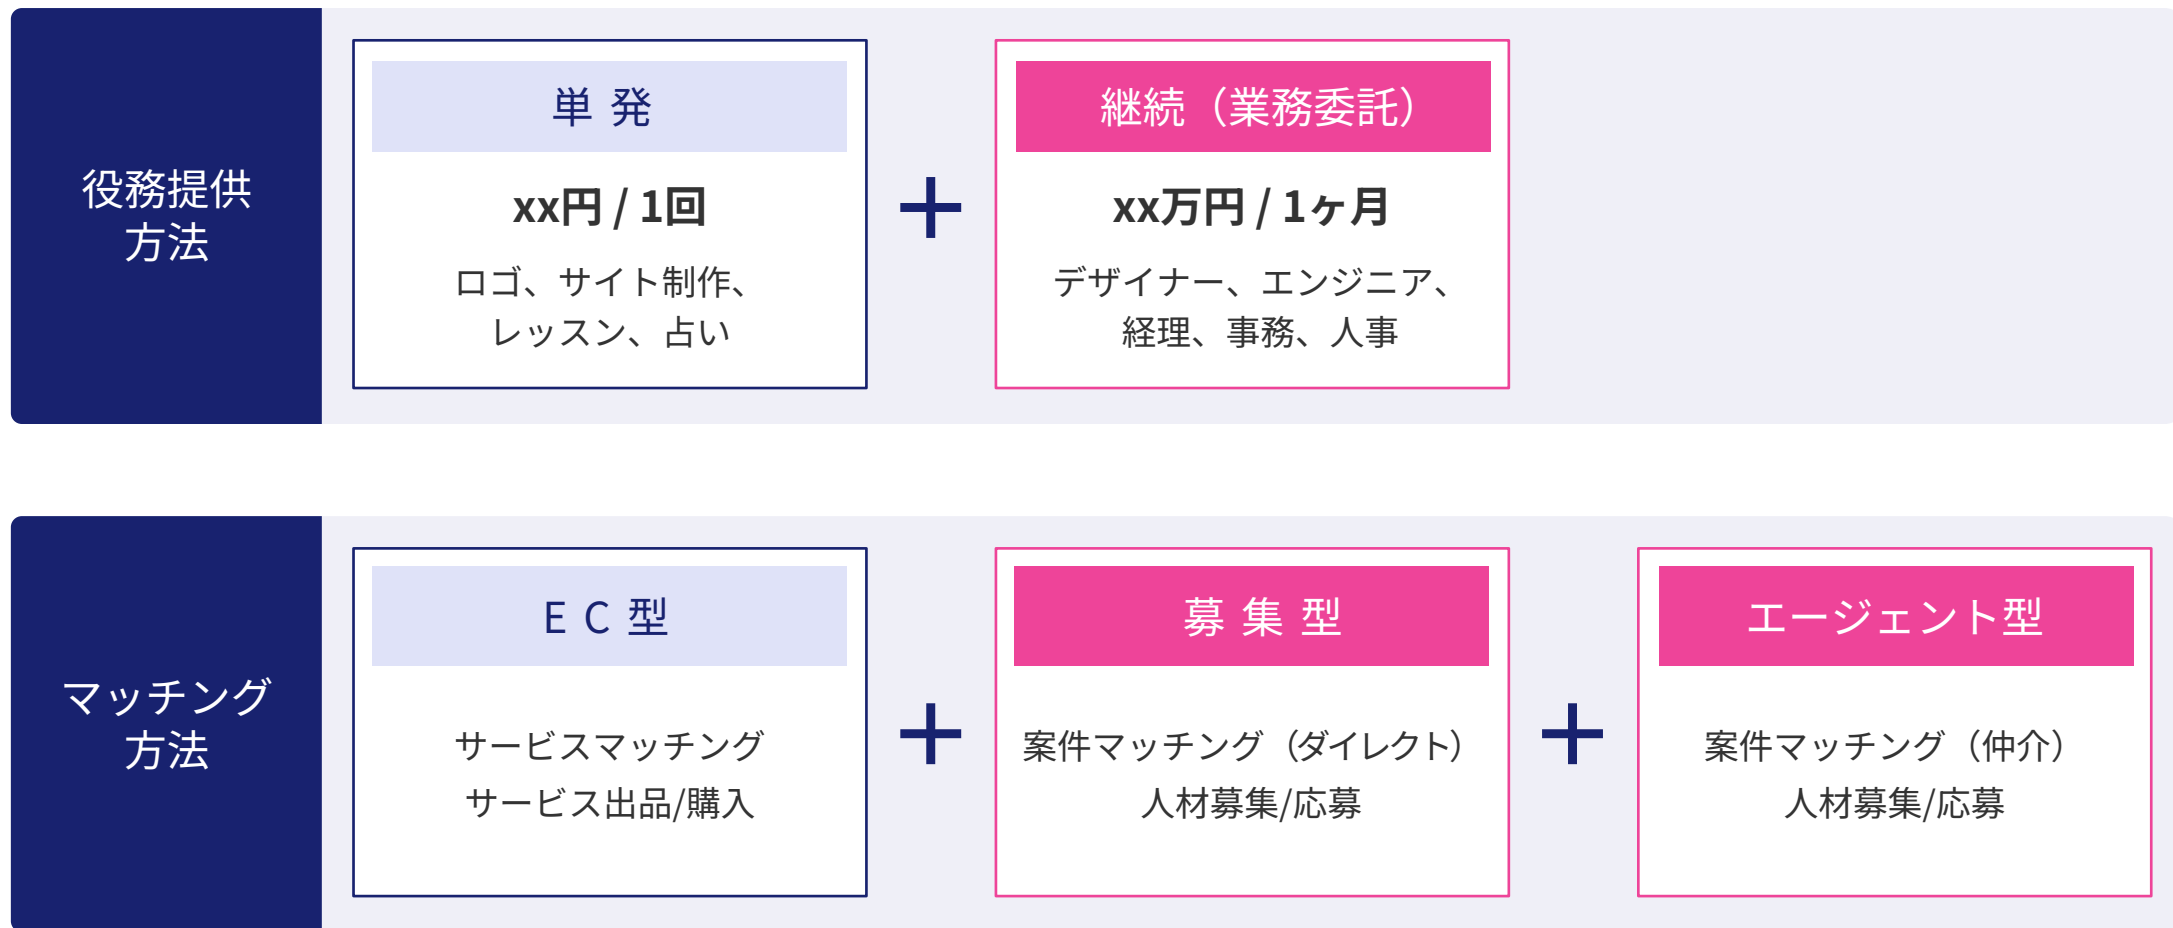 役務提供
方法
単発
xx円 / 1回
ロゴ、サイト制作、
レッスン、占い
+
継続（業務委託）
xx万円 / 1ヶ月
デザイナー、エンジニア、
経理、事務、人事
マッチング
方法
EC型
サービスマッチング
サービス出品/購入
+
募集型
案件マッチング（ダイレクト）
人材募集/応募
+
エージェント型
案件マッチング（仲介）
人材募集/応募